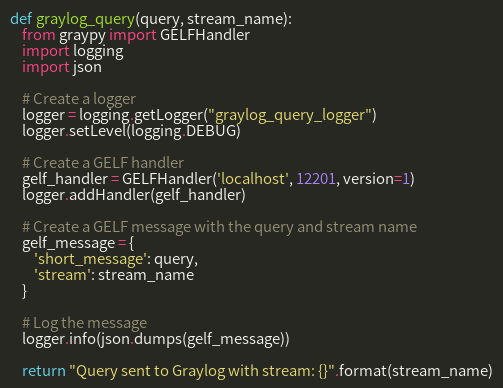 def graylog_query(query, stream_name):
from graypy import GELFHandler
import logging
import json
# Create a logger
logger = logging.getLogger("graylog_query_logger")
logger.setLevel(logging.DEBUG)
# Create a GELF handler
gelf_handler = GELFHandler('localhost', 12201, version=1)
logger.addHandler(gelf_handler)
# Create a GELF message with the query and stream name
gelf_message = {
'short_message': query,
'stream': stream_name
}
# Log the message
logger.info(json.dumps(gelf_message))
return "Query sent to Graylog with stream: {}".format(stream_name)